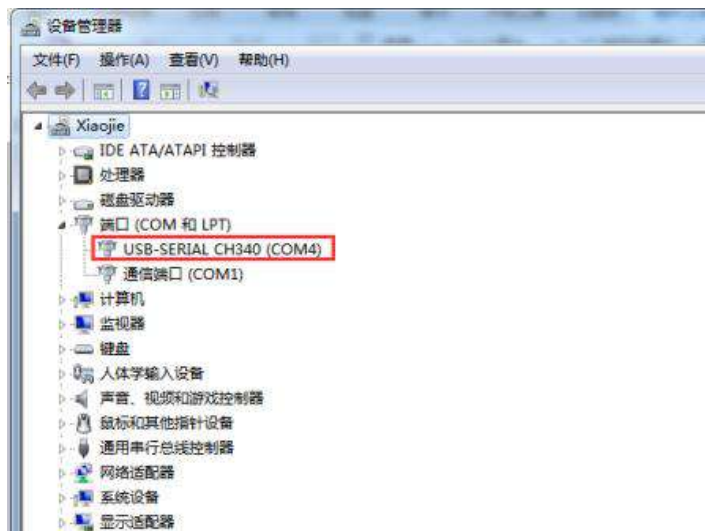 设备管理器
文件(F) 操作(A) 查看(V) 帮助(H)
Xiaojie
IDE ATA/ATAPI 控制器
处理器
磁盘驱动器
端口 (COM 和 LPT)
USB-SERIAL CH340 (COM4)
通信端口 (COM1)
计算机
监视器
键盘
人体学输入设备
声音、视频和游戏控制器
鼠标和其他指针设备
通用串行总线控制器
网络适配器
系统设备
显示适配器